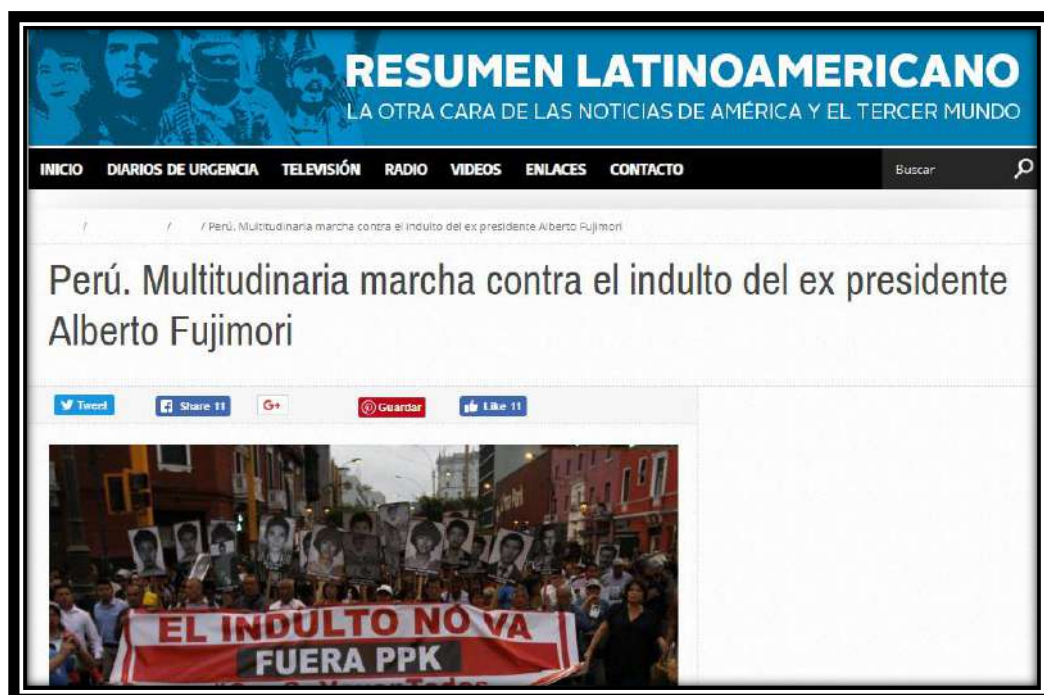 RESUMEN LATINOAMERICANO
LA OTRA CARA DE LAS NOTICIAS DE AMÉRICA Y EL TERCER MUNDO
INICIO DIARIOS DE URGENCIA TELEVISIÓN RADIO VIDEOS ENLACES CONTACTO Buscar
/ / / Perú. Multitudinaria marcha contra el indulto del ex presidente Alberto Fujimori
Perú. Multitudinaria marcha contra el indulto del ex presidente
Alberto Fujimori
Tweet Share 11 G+ Guardar Like 11
EL INDULTO NO VA
FUERA PPK